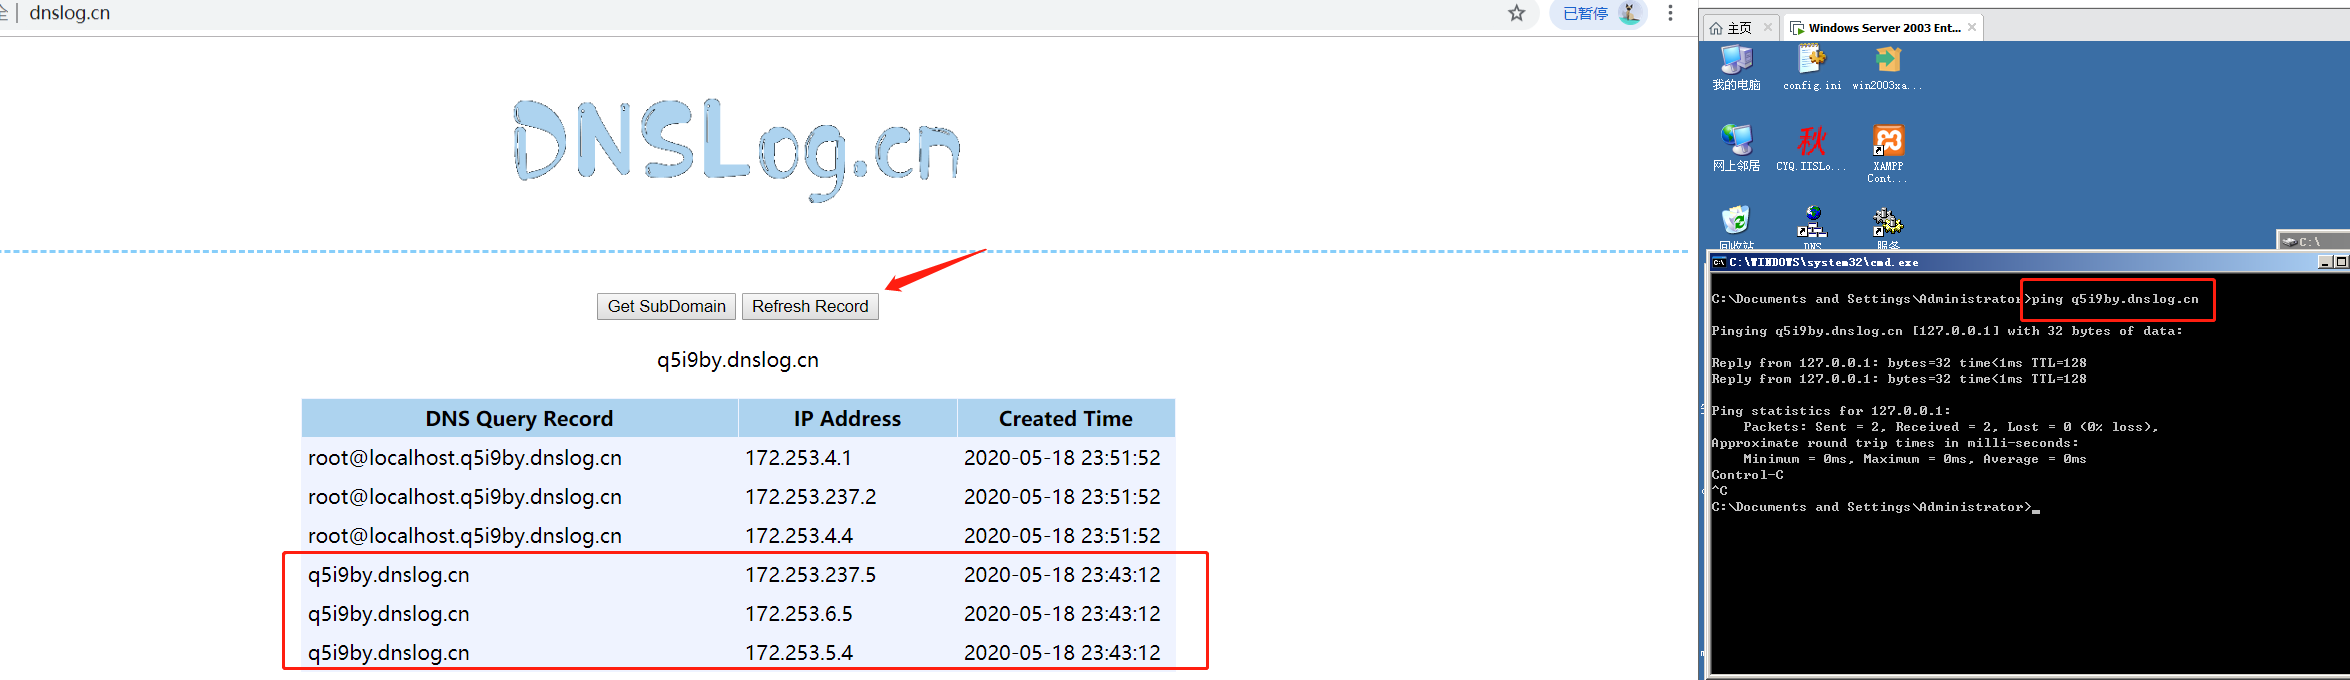 全 | dnslog.cn
已暂停
DNSLog.cn
Get SubDomain Refresh Record
q5i9by.dnslog.cn
DNS Query Record IP Address Created Time
root@localhost.q5i9by.dnslog.cn 172.253.4.1 2020-05-18 23:51:52
root@localhost.q5i9by.dnslog.cn 172.253.237.2 2020-05-18 23:51:52
root@localhost.q5i9by.dnslog.cn 172.253.4.4 2020-05-18 23:51:52
q5i9by.dnslog.cn 172.253.237.5 2020-05-18 23:43:12
q5i9by.dnslog.cn 172.253.6.5 2020-05-18 23:43:12
q5i9by.dnslog.cn 172.253.5.4 2020-05-18 23:43:12
主页 Windows Server 2003 Ent...
我的电脑 config.ini win2003xa...
秋
网上邻居 CYQ.IISLo... XAMPP
Cont...
回收站 DNS 服务
C:\
C:\WINDOWS\system32\cmd.exe
C:\Documents and Settings\Administrator>ping q5i9by.dnslog.cn
Pinging q5i9by.dnslog.cn [127.0.0.1] with 32 bytes of data:
Reply from 127.0.0.1: bytes=32 time<1ms TTL=128
Reply from 127.0.0.1: bytes=32 time<1ms TTL=128
Ping statistics for 127.0.0.1:
Packets: Sent = 2, Received = 2, Lost = 0 (0% loss),
Approximate round trip times in milli-seconds:
Minimum = 0ms, Maximum = 0ms, Average = 0ms
Control-C
^C
C:\Documents and Settings\Administrator>_